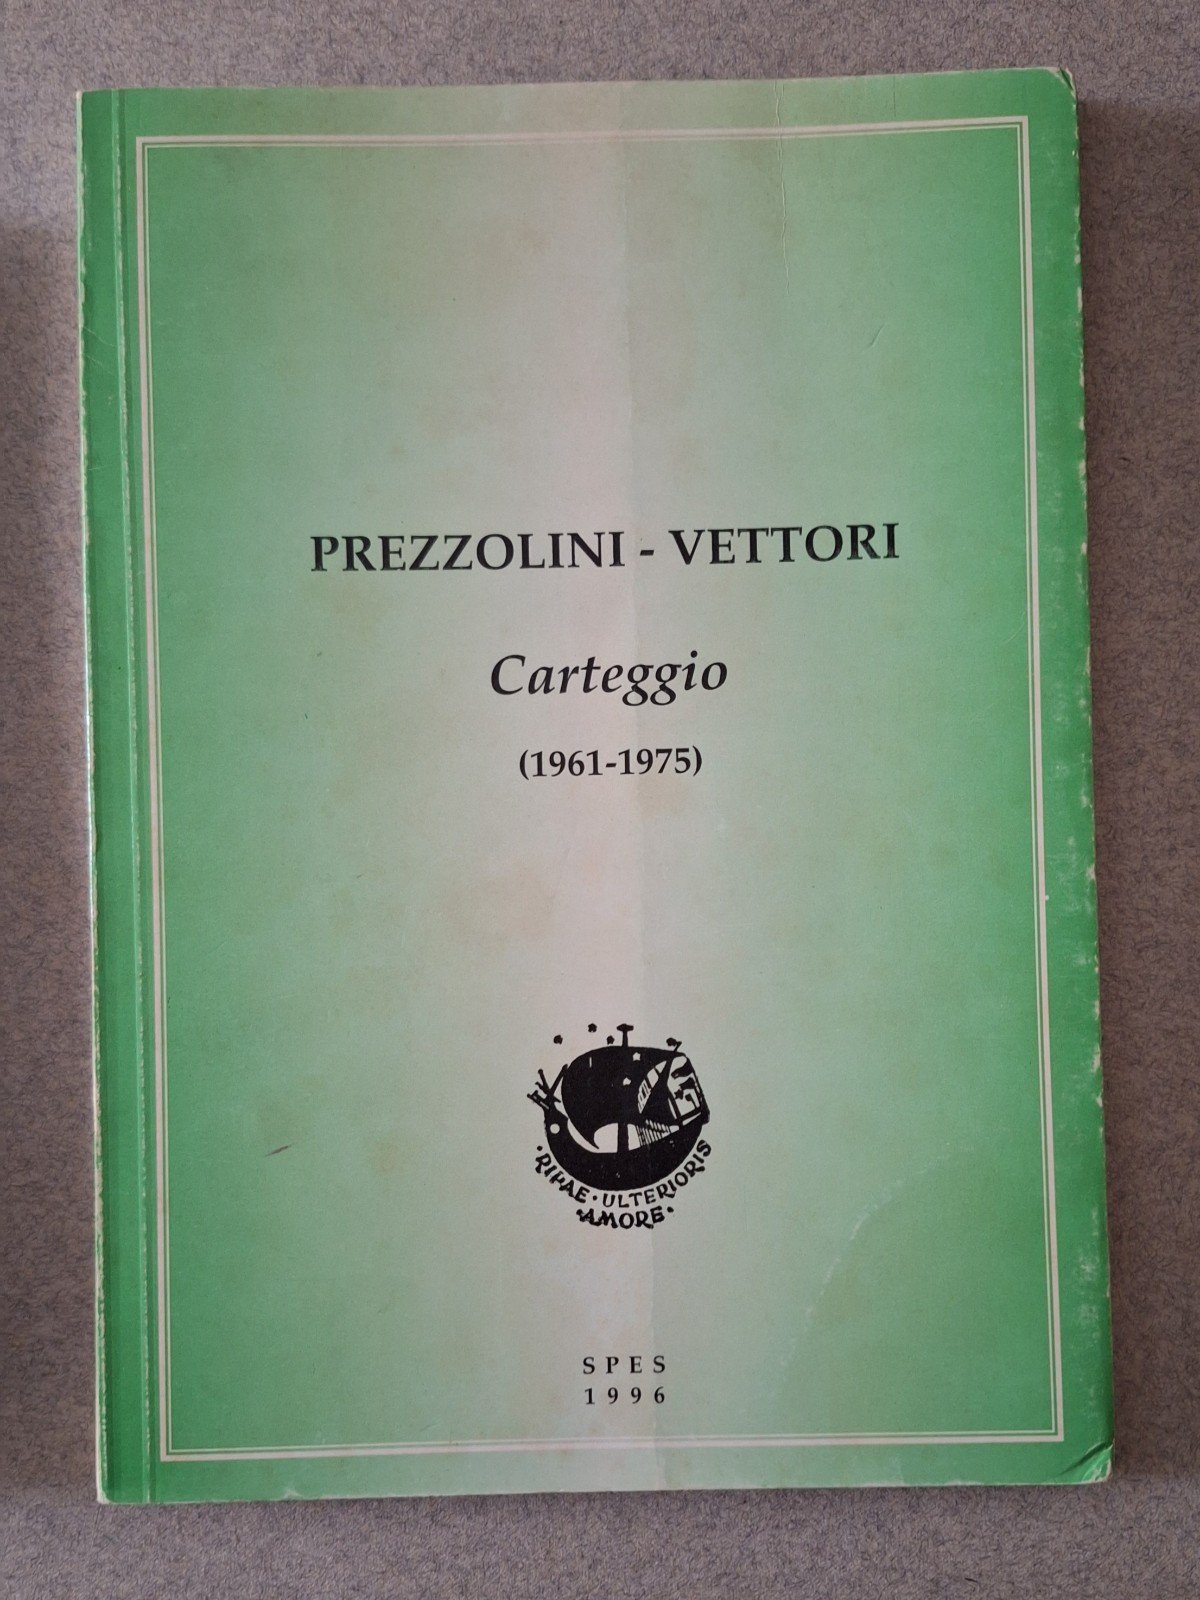 PREZZOLINI - VETTORI
Carteggio
(1961-1975)
·RIPAE·ULTERIORIS
·AMORE·
SPES
1996